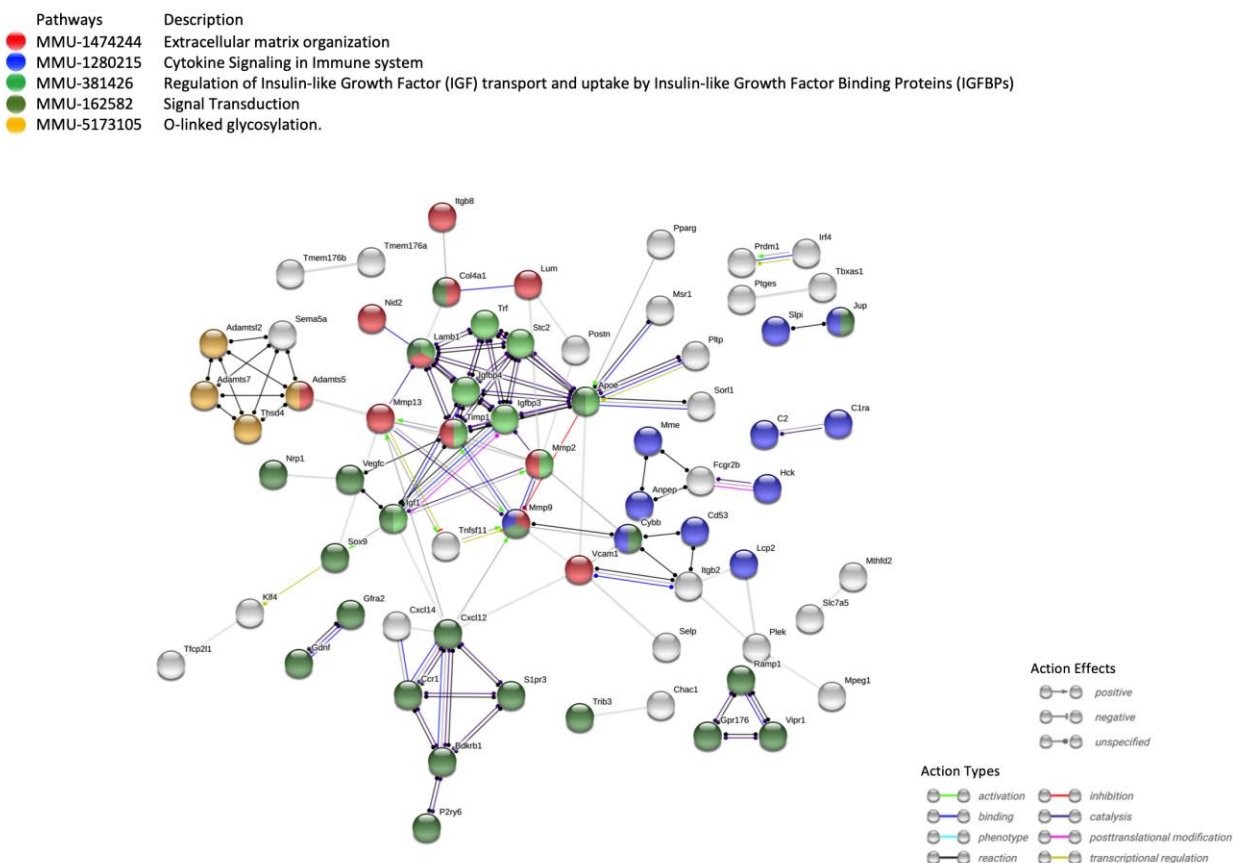 Pathways Description
MMU-1474244 Extracellular matrix organization
MMU-1280215 Cytokine Signaling in Immune system
MMU-381426 Regulation of Insulin-like Growth Factor (IGF) transport and uptake by Insulin-like Growth Factor Binding Proteins (IGFBPs)
MMU-162582 Signal Transduction
MMU-5173105 O-linked glycosylation.
Itgb8
Pparg
Tmem176a
Tmem176b
Irf4
Prdm1
Lum
Col4a1
Tbxas1
Ptges
Msr1
Nid2
Trf
Jup
Slpi
Sema5a
Adamtsl2
Stc2
Lamb1
Postn
Pltp
Igfbp4
Apoe
Adamts5
Adamts7
Sorl1
Mmp13
Igfbp3
Timp1
Thsd4
C1ra
C2
Mme
Mmp2
Nrp1
Vegfc
Fcgr2b
Hck
Anpep
Igf1
Mmp9
Cd53
Cybb
Tnfsf11
Sox9
Vcam1
Itgb2
Lcp2
Mthfd2
Klf4
Gfra2
Slc7a5
Cxcl14
Cxcl12
Selp
Plek
Tfcp2l1
Gdnf
Ramp1
Ccr1
S1pr3
Chac1
Mpeg1
Trib3
Gpr176
Vipr1
Bdkrb1
P2ry6
Action Effects
positive
negative
unspecified
Action Types
activation inhibition
binding catalysis
phenotype posttranslational modification
reaction transcriptional regulation